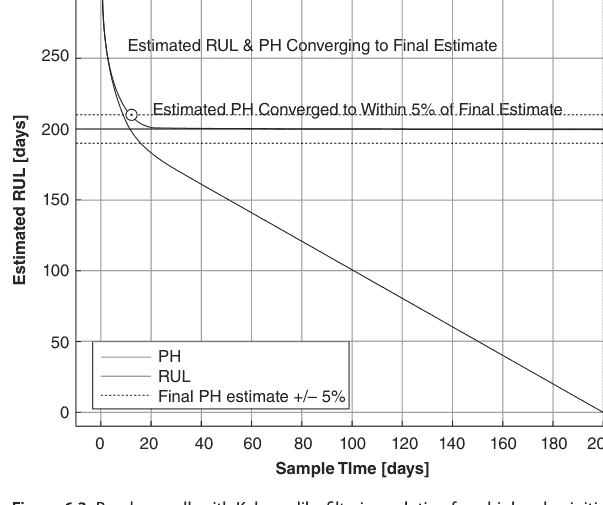 250
200
150
100
50
0
Estimated RUL [days]
Estimated RUL & PH Converging to Final Estimate
Estimated PH Converged to Within 5% of Final Estimate
PH
RUL
Final PH estimate +/– 5%
0 20 40 60 80 100 120 140 160 180
Sample TIme [days]